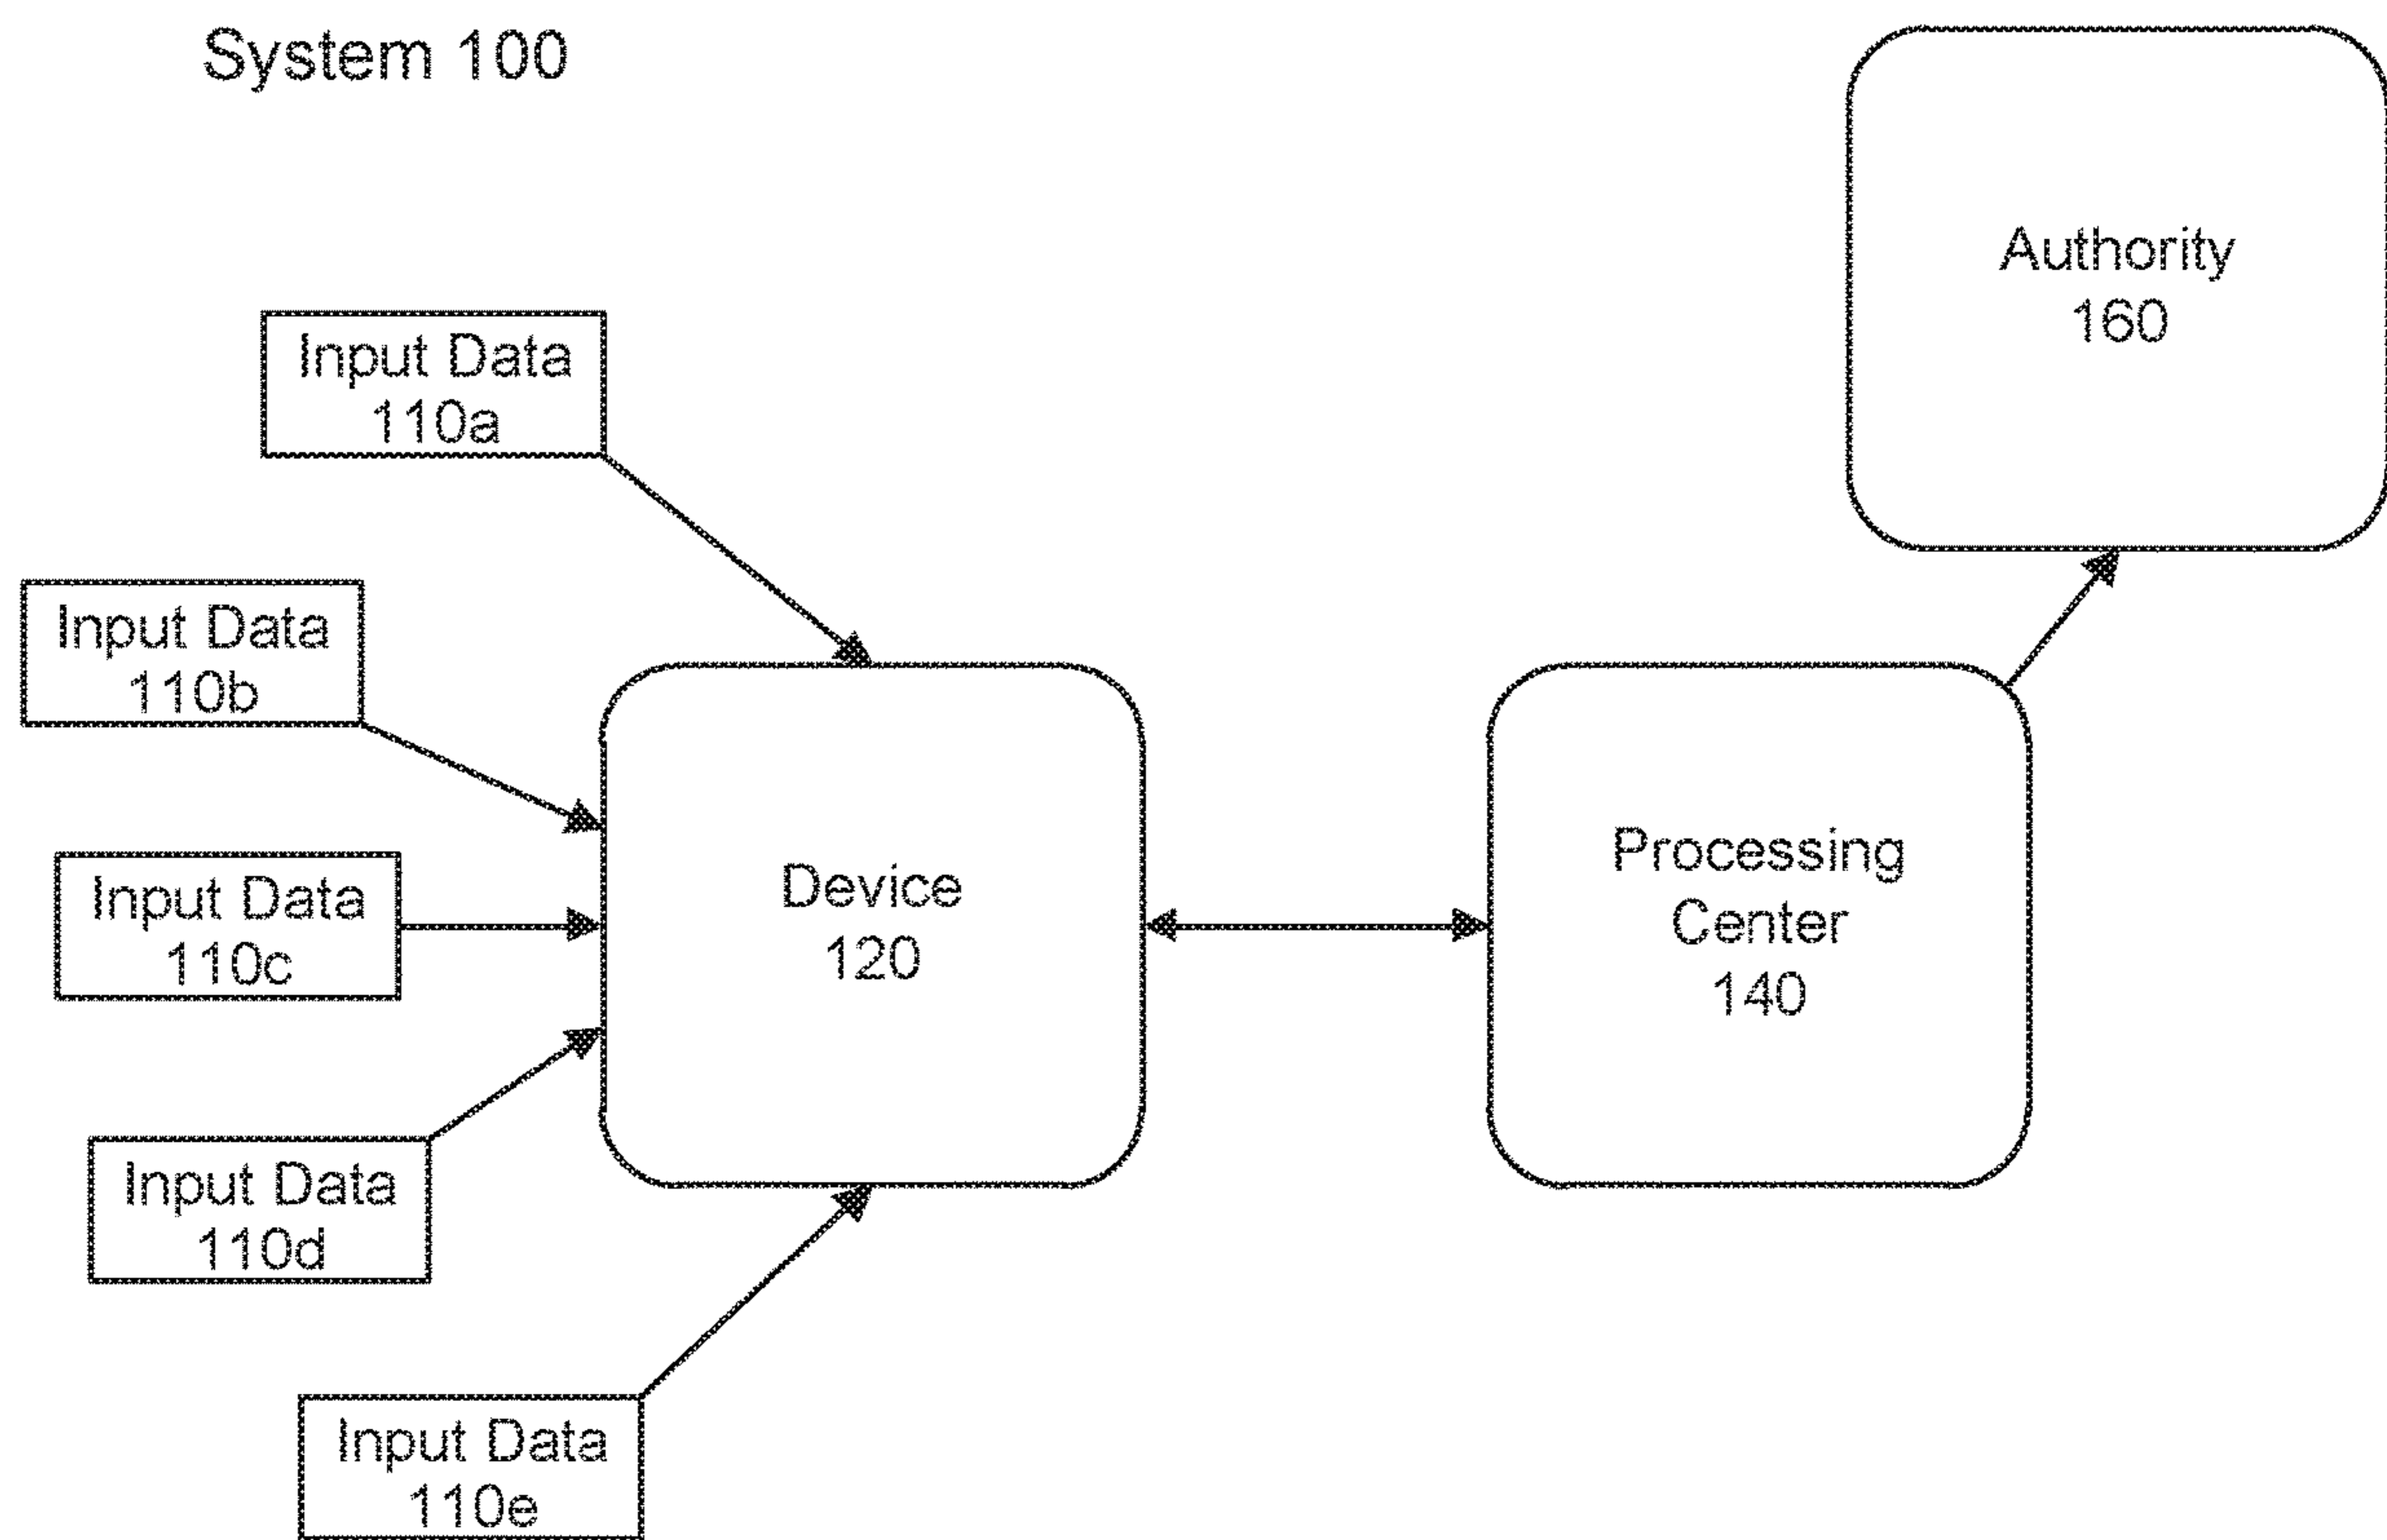 System 100
Authority
160
Input Data
110a
Input Data
110b
Input Data
110c
Device
120
Processing
Center
140
Input Data
110d
Input Data
110e